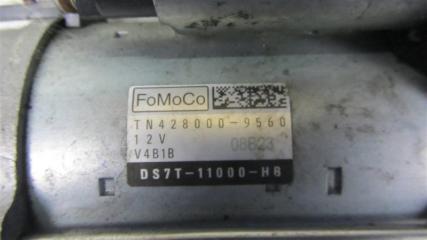 FoMoCo
TN428000-9560
12V 08B23
V4B1B
DS7T-11000-HB